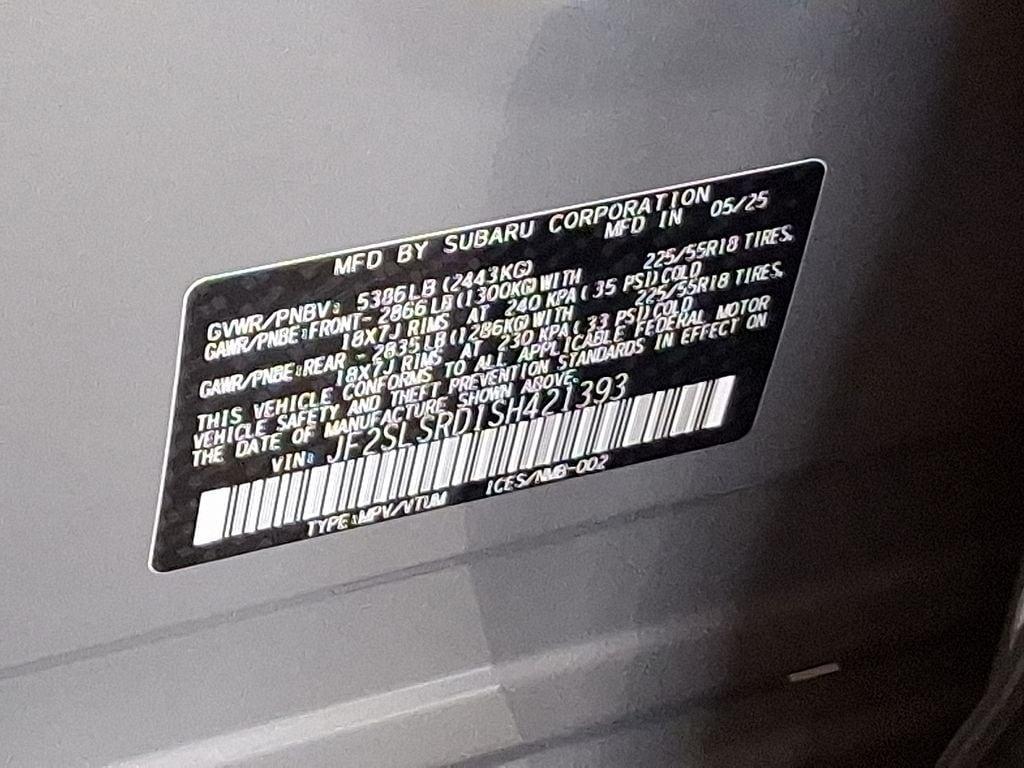 MFD BY SUBARU CORPORATION
MFD IN 05/25
GVWR/PNBV: 5386LB (2443KG)
GAWR/PNBE:FRONT- 2866LB (1300KG) WITH 225/55R18 TIRES,
18X7J RIMS AT 240 KPA ( 35 PSI) COLD
GAWR/PNBE:REAR - 2835LB (1286KG) WITH 225/55R18 TIRES,
18X7J RIMS AT 230 KPA ( 33 PSI) COLD
THIS VEHICLE CONFORMS TO ALL APPLICABLE FEDERAL MOTOR
VEHICLE SAFETY AND THEFT PREVENTION STANDARDS IN EFFECT ON
THE DATE OF MANUFACTURE SHOWN ABOVE.
VIN: JF2SLSRD1SH421393
TYPE:MPV/VTUM ICES/NMB-002